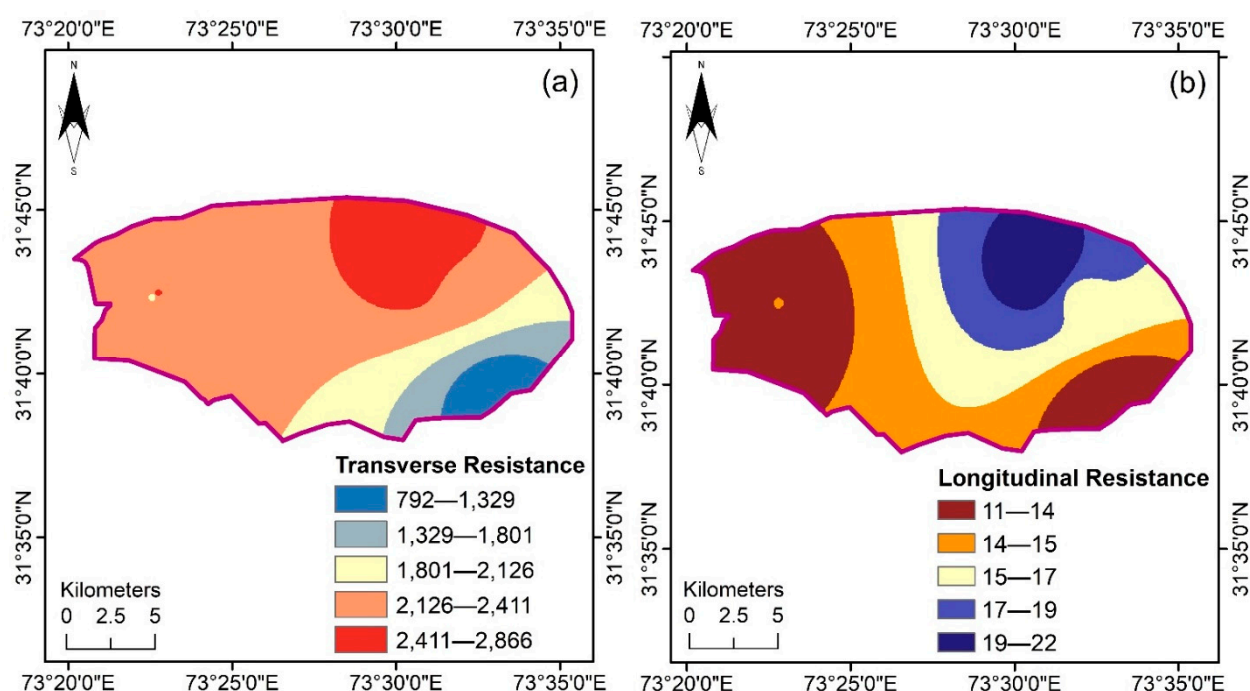 73°20'0"E 73°25'0"E 73°30'0"E 73°35'0"E
(a)
N
S
31°45'0"N 31°45'0"N
31°40'0"N 31°40'0"N
31°35'0"N 31°35'0"N
Transverse Resistance
792—1,329
1,329—1,801
1,801—2,126
2,126—2,411
2,411—2,866
Kilometers
0 2.5 5
73°20'0"E 73°25'0"E 73°30'0"E 73°35'0"E
73°20'0"E 73°25'0"E 73°30'0"E 73°35'0"E
(b)
N
S
31°45'0"N 31°45'0"N
31°40'0"N 31°40'0"N
31°35'0"N 31°35'0"N
Longitudinal Resistance
11—14
14—15
15—17
17—19
19—22
Kilometers
0 2.5 5
73°20'0"E 73°25'0"E 73°30'0"E 73°35'0"E